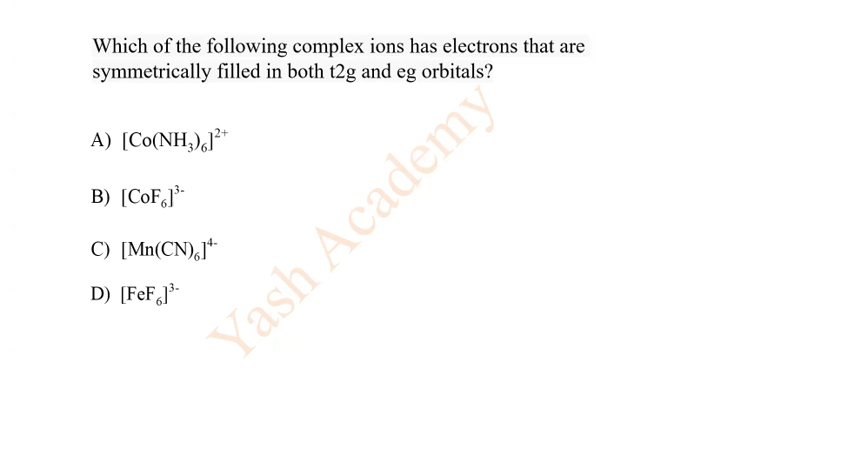 Which of the following complex ions has electrons that are
symmetrically filled in both t2g and eg orbitals?
A) [Co(NH₃)₆]²⁺
B) [CoF₆]³⁻
C) [Mn(CN)₆]⁴⁻
D) [FeF₆]³⁻
Yash Academy